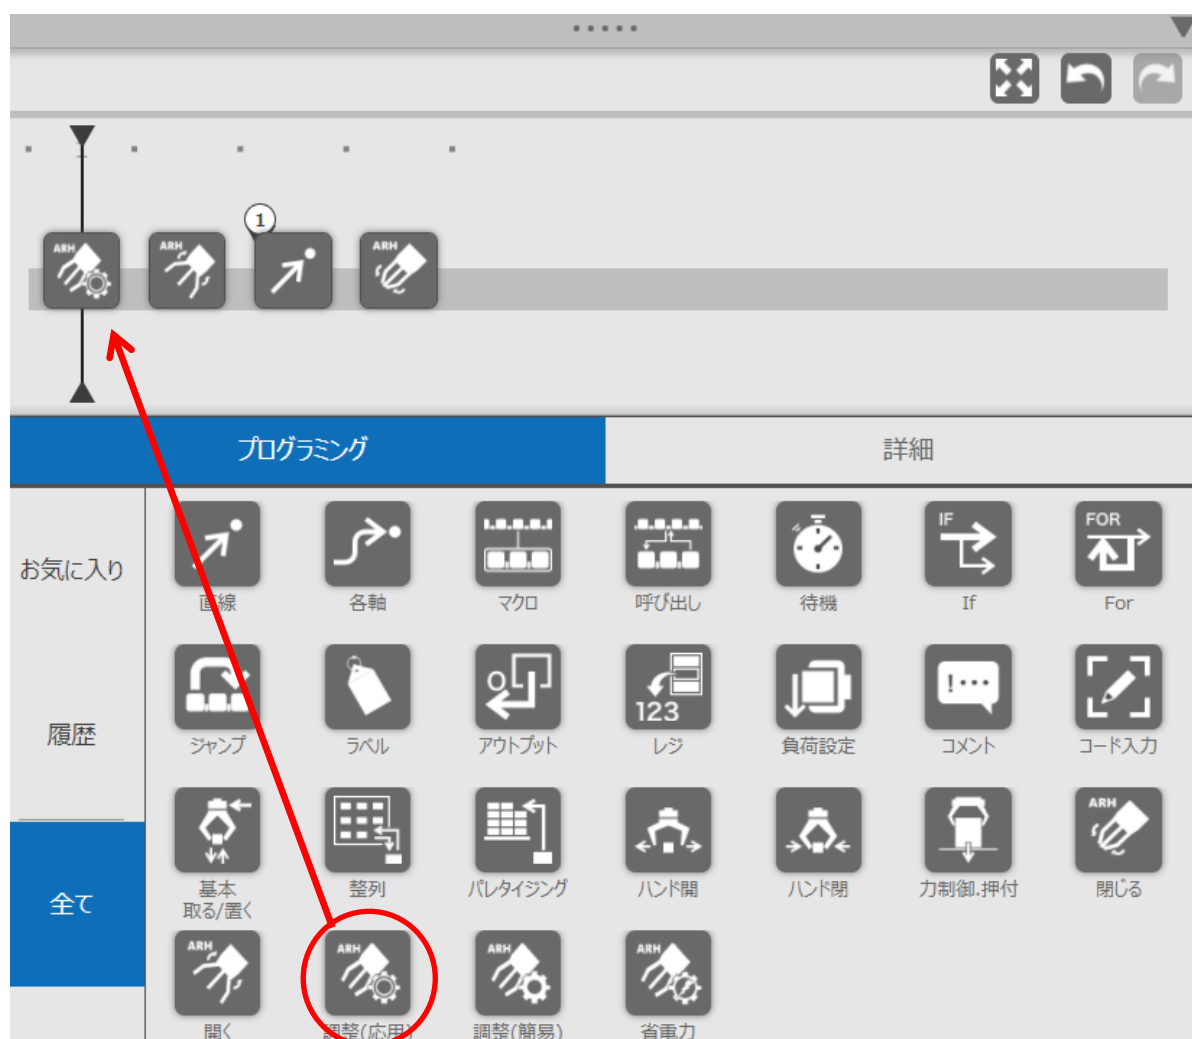 1
ARH
ARH
ARH
プログラミング
詳細
お気に入り
履歴
全て
IF
FOR
直線
各軸
マクロ
呼び出し
待機
If
For
123
ジャンプ
ラベル
アウトプット
レジ
負荷設定
コメント
コード入力
ARH
基本
取る/置く
整列
パレタイジング
ハンド開
ハンド閉
力制御.押付
閉じる
ARH
ARH
ARH
ARH
開く
調整(応用)
調整(簡易)
省電力